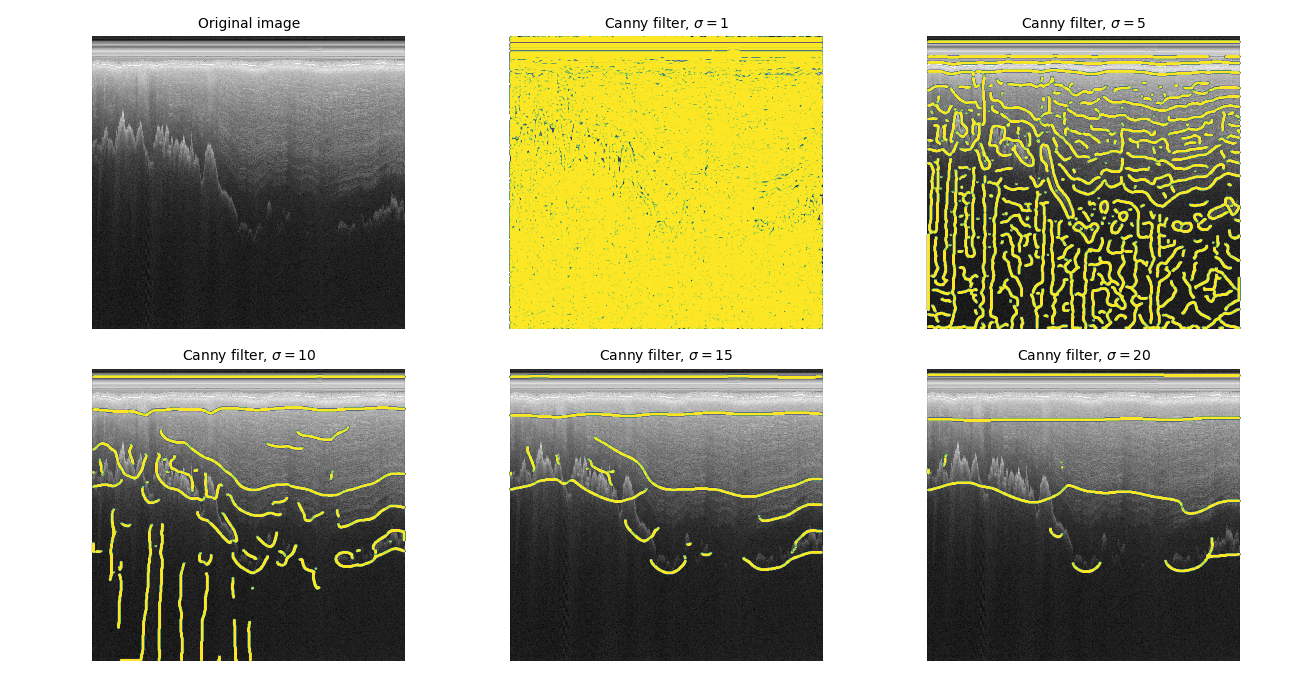 Original image
Canny filter, σ = 1
Canny filter, σ = 5
Canny filter, σ = 10
Canny filter, σ = 15
Canny filter, σ = 20